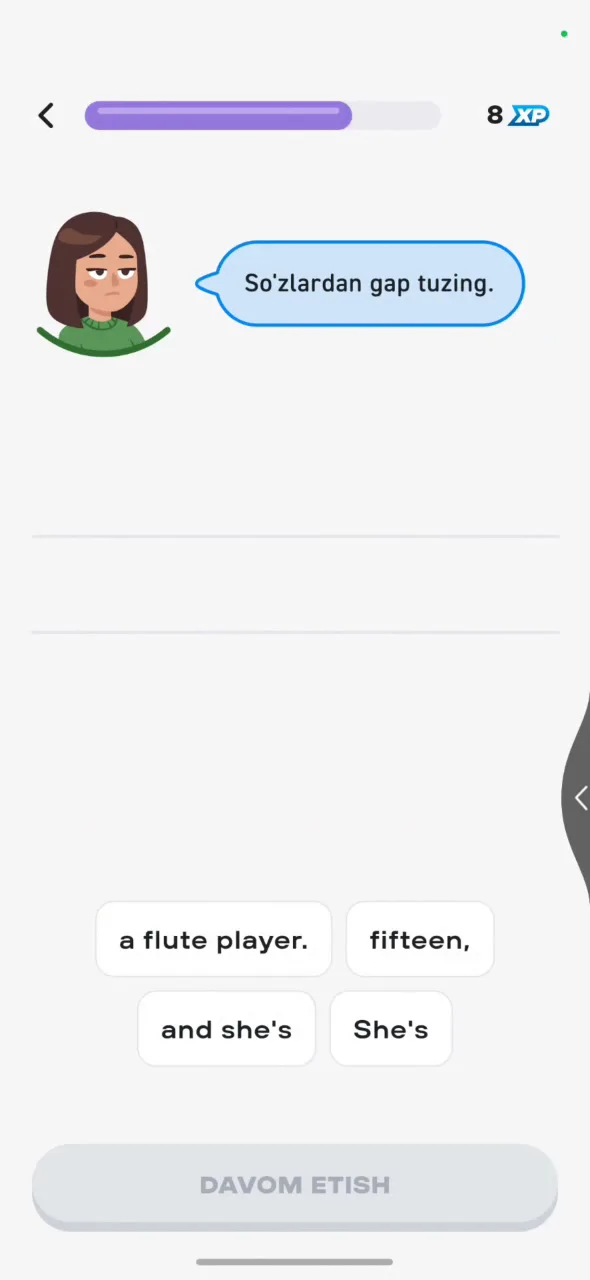 8 XP
So'zlardan gap tuzing.
a flute player. fifteen,
and she's She's
DAVOM ETISH